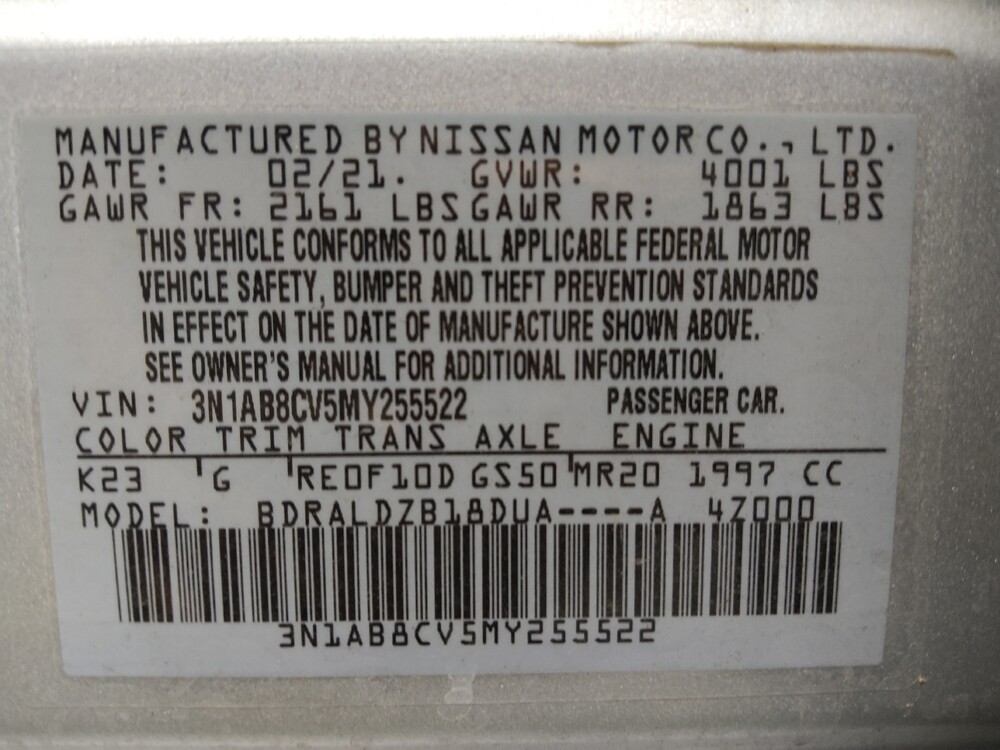 MANUFACTURED BY NISSAN MOTOR CO., LTD.
DATE: 02/21. GVWR: 4001 LBS
GAWR FR: 2161 LBS GAWR RR: 1863 LBS
THIS VEHICLE CONFORMS TO ALL APPLICABLE FEDERAL MOTOR
VEHICLE SAFETY, BUMPER AND THEFT PREVENTION STANDARDS
IN EFFECT ON THE DATE OF MANUFACTURE SHOWN ABOVE.
SEE OWNER'S MANUAL FOR ADDITIONAL INFORMATION.
VIN: 3N1AB8CV5MY255522 PASSENGER CAR.
COLOR TRIM TRANS AXLE ENGINE
K23 G RE0F10D GS50 MR20 1997 CC
MODEL: BDRALDZB18DUA----A 4Z000
3N1AB8CV5MY255522